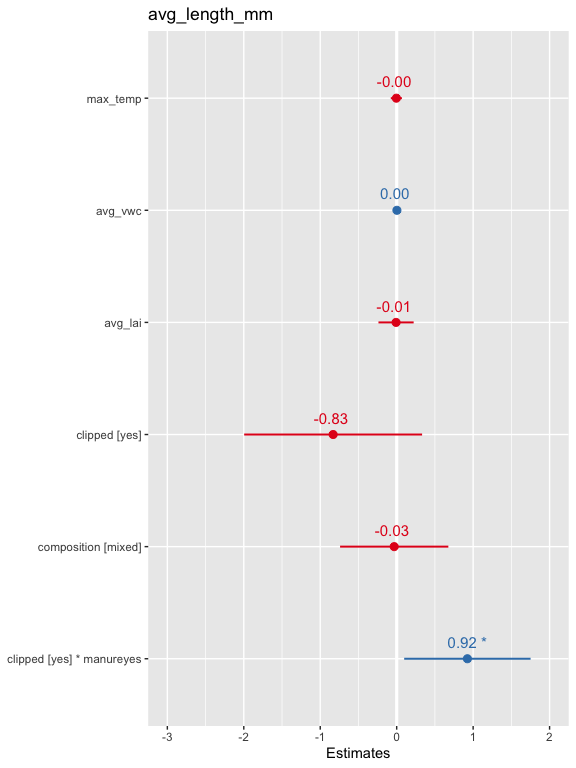 avg_length_mm
-0.00
max_temp
0.00
avg_vwc
-0.01
avg_lai
-0.83
clipped [yes]
-0.03
composition [mixed]
0.92 *
clipped [yes] * manureyes
-3 -2 -1 0 1 2
Estimates